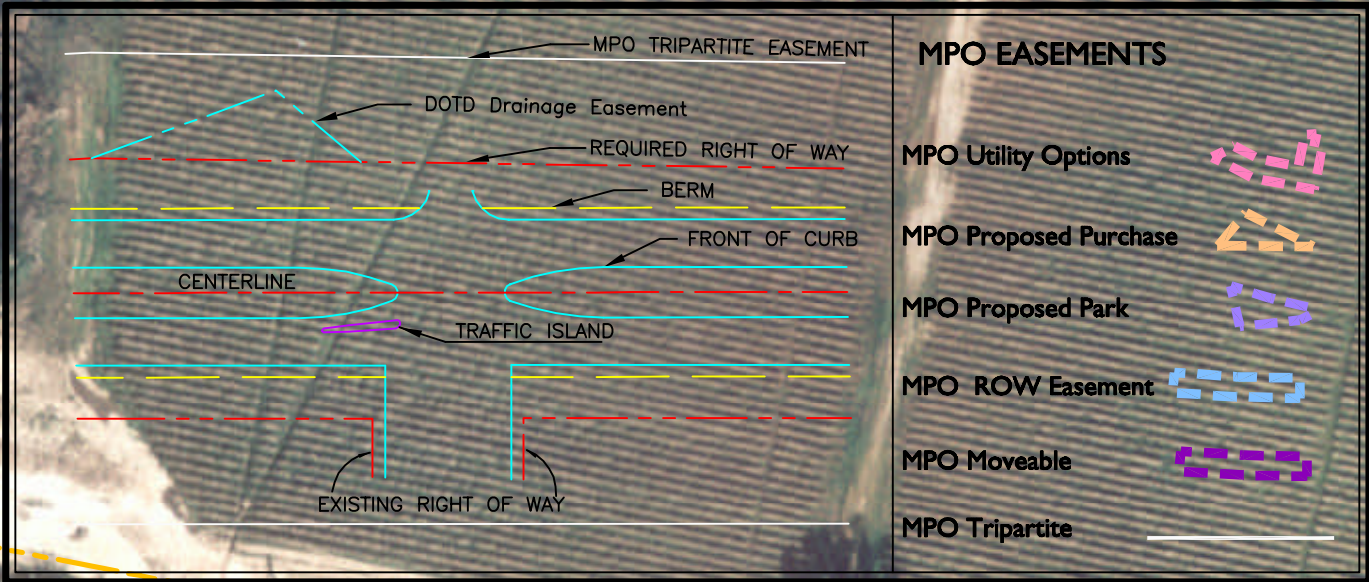 MPO TRIPARTITE EASEMENT
DOTD Drainage Easement
REQUIRED RIGHT OF WAY
BERM
FRONT OF CURB
CENTERLINE
TRAFFIC ISLAND
EXISTING RIGHT OF WAY
MPO EASEMENTS
MPO Utility Options
MPO Proposed Purchase
MPO Proposed Park
MPO ROW Easement
MPO Moveable
MPO Tripartite